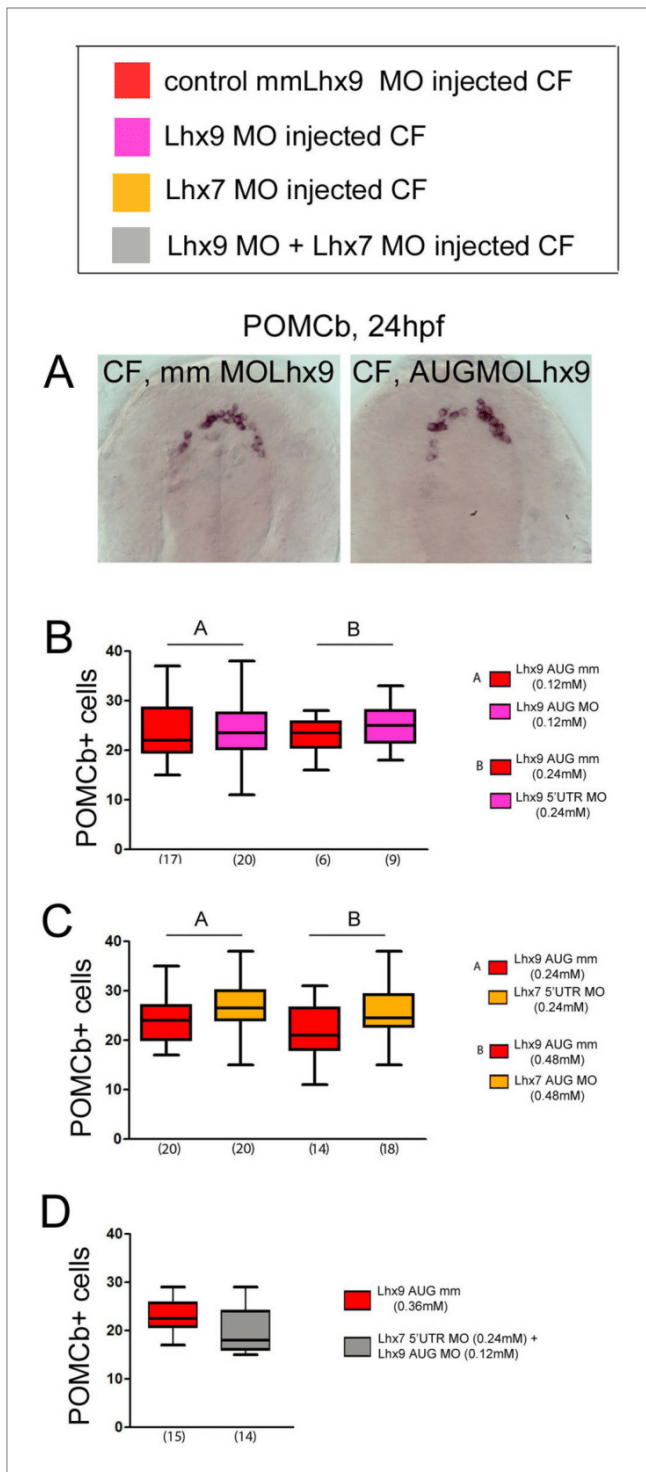 control mmLhx9 MO injected CF
Lhx9 MO injected CF
Lhx7 MO injected CF
Lhx9 MO + Lhx7 MO injected CF
POMCb, 24hpf
A
CF, mm MOLhx9
CF, AUGMOLhx9
B
A
B
POMCb+ cells
40
30
20
10
0
(17)
(20)
(6)
(9)
A
Lhx9 AUG mm
(0.12mM)
Lhx9 AUG MO
(0.12mM)
B
Lhx9 AUG mm
(0.24mM)
Lhx9 5'UTR MO
(0.24mM)
C
A
B
POMCb+ cells
40
30
20
10
0
(20)
(20)
(14)
(18)
A
Lhx9 AUG mm
(0.24mM)
Lhx7 5'UTR MO
(0.24mM)
B
Lhx9 AUG mm
(0.48mM)
Lhx7 AUG MO
(0.48mM)
D
POMCb+ cells
40
30
20
10
0
(15)
(14)
Lhx9 AUG mm
(0.36mM)
Lhx7 5'UTR MO (0.24mM) +
Lhx9 AUG MO (0.12mM)